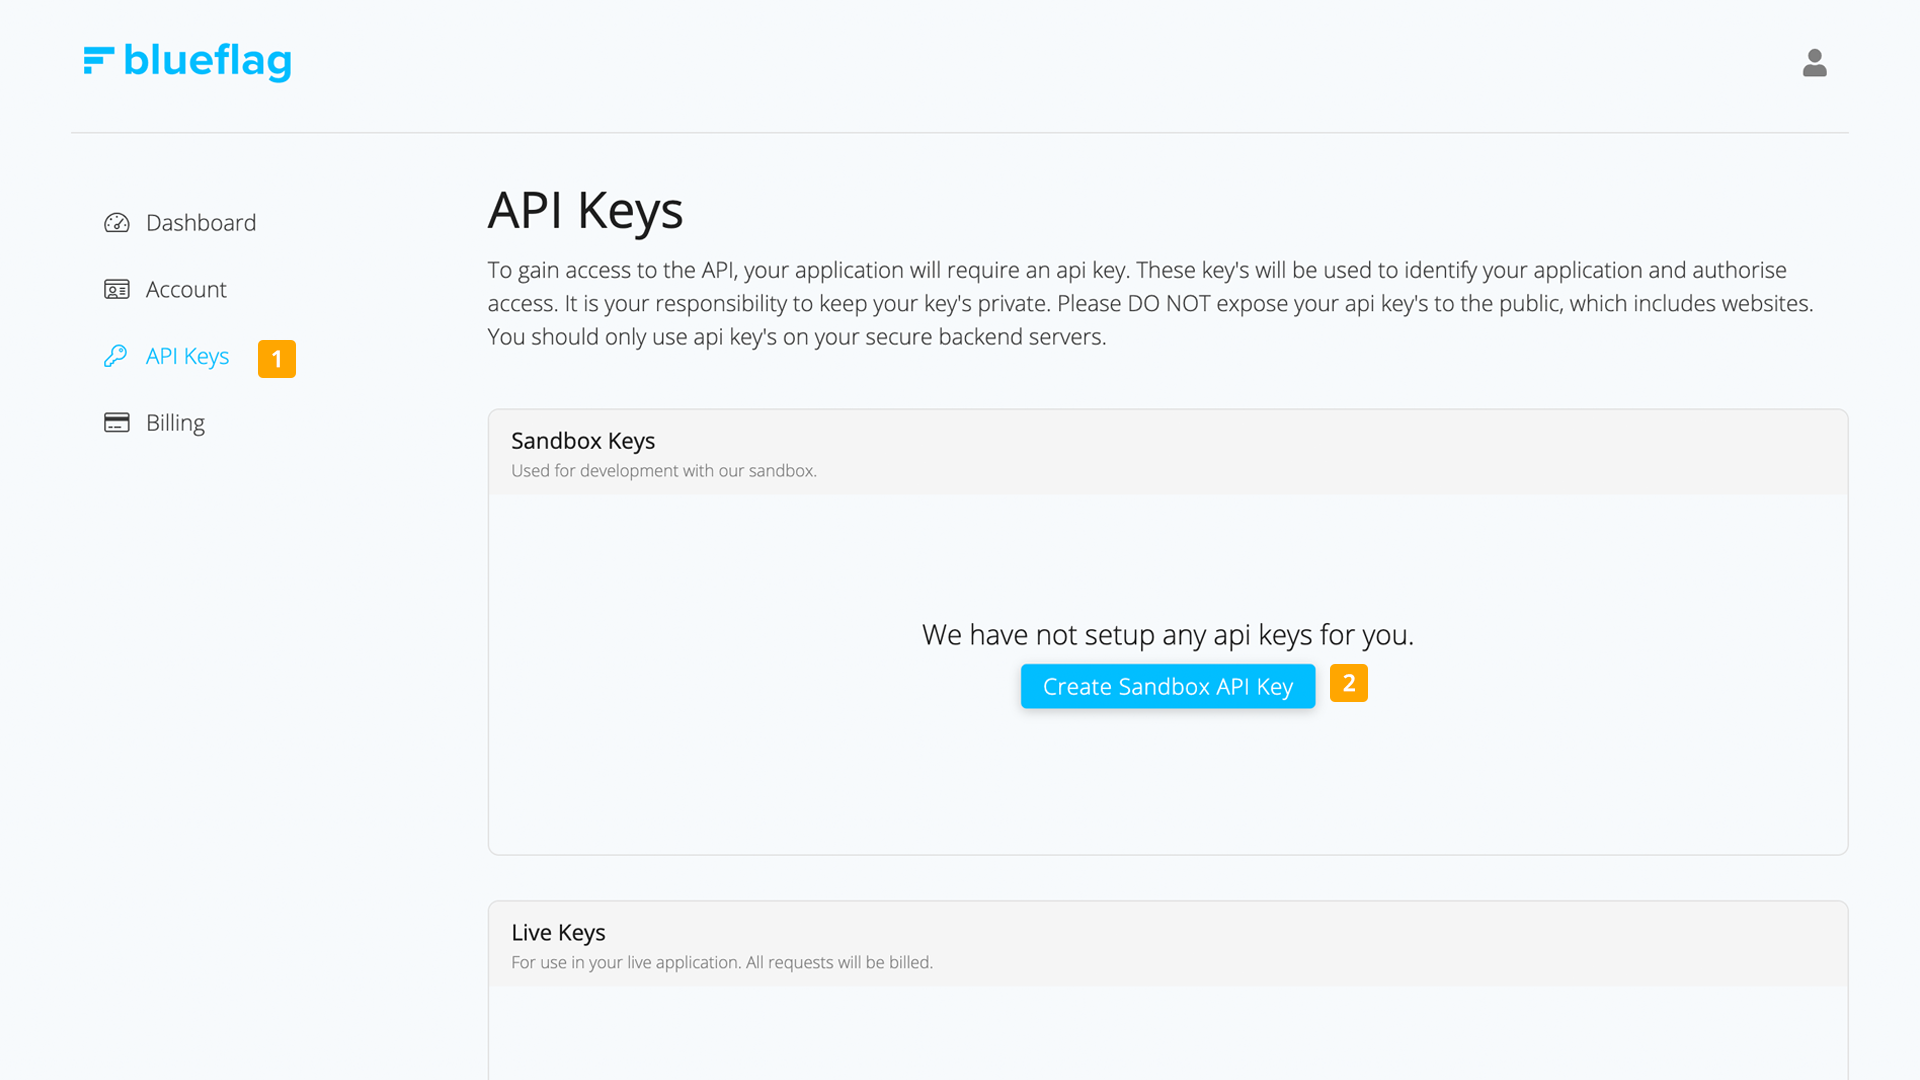 blueflag
Dashboard
Account
API Keys 1
Billing
API Keys
To gain access to the API, your application will require an api key. These key's will be used to identify your application and authorise
access. It is your responsibility to keep your key's private. Please DO NOT expose your api key's to the public, which includes websites.
You should only use api key's on your secure backend servers.
Sandbox Keys
Used for development with our sandbox.
We have not setup any api keys for you.
Create Sandbox API Key 2
Live Keys
For use in your live application. All requests will be billed.